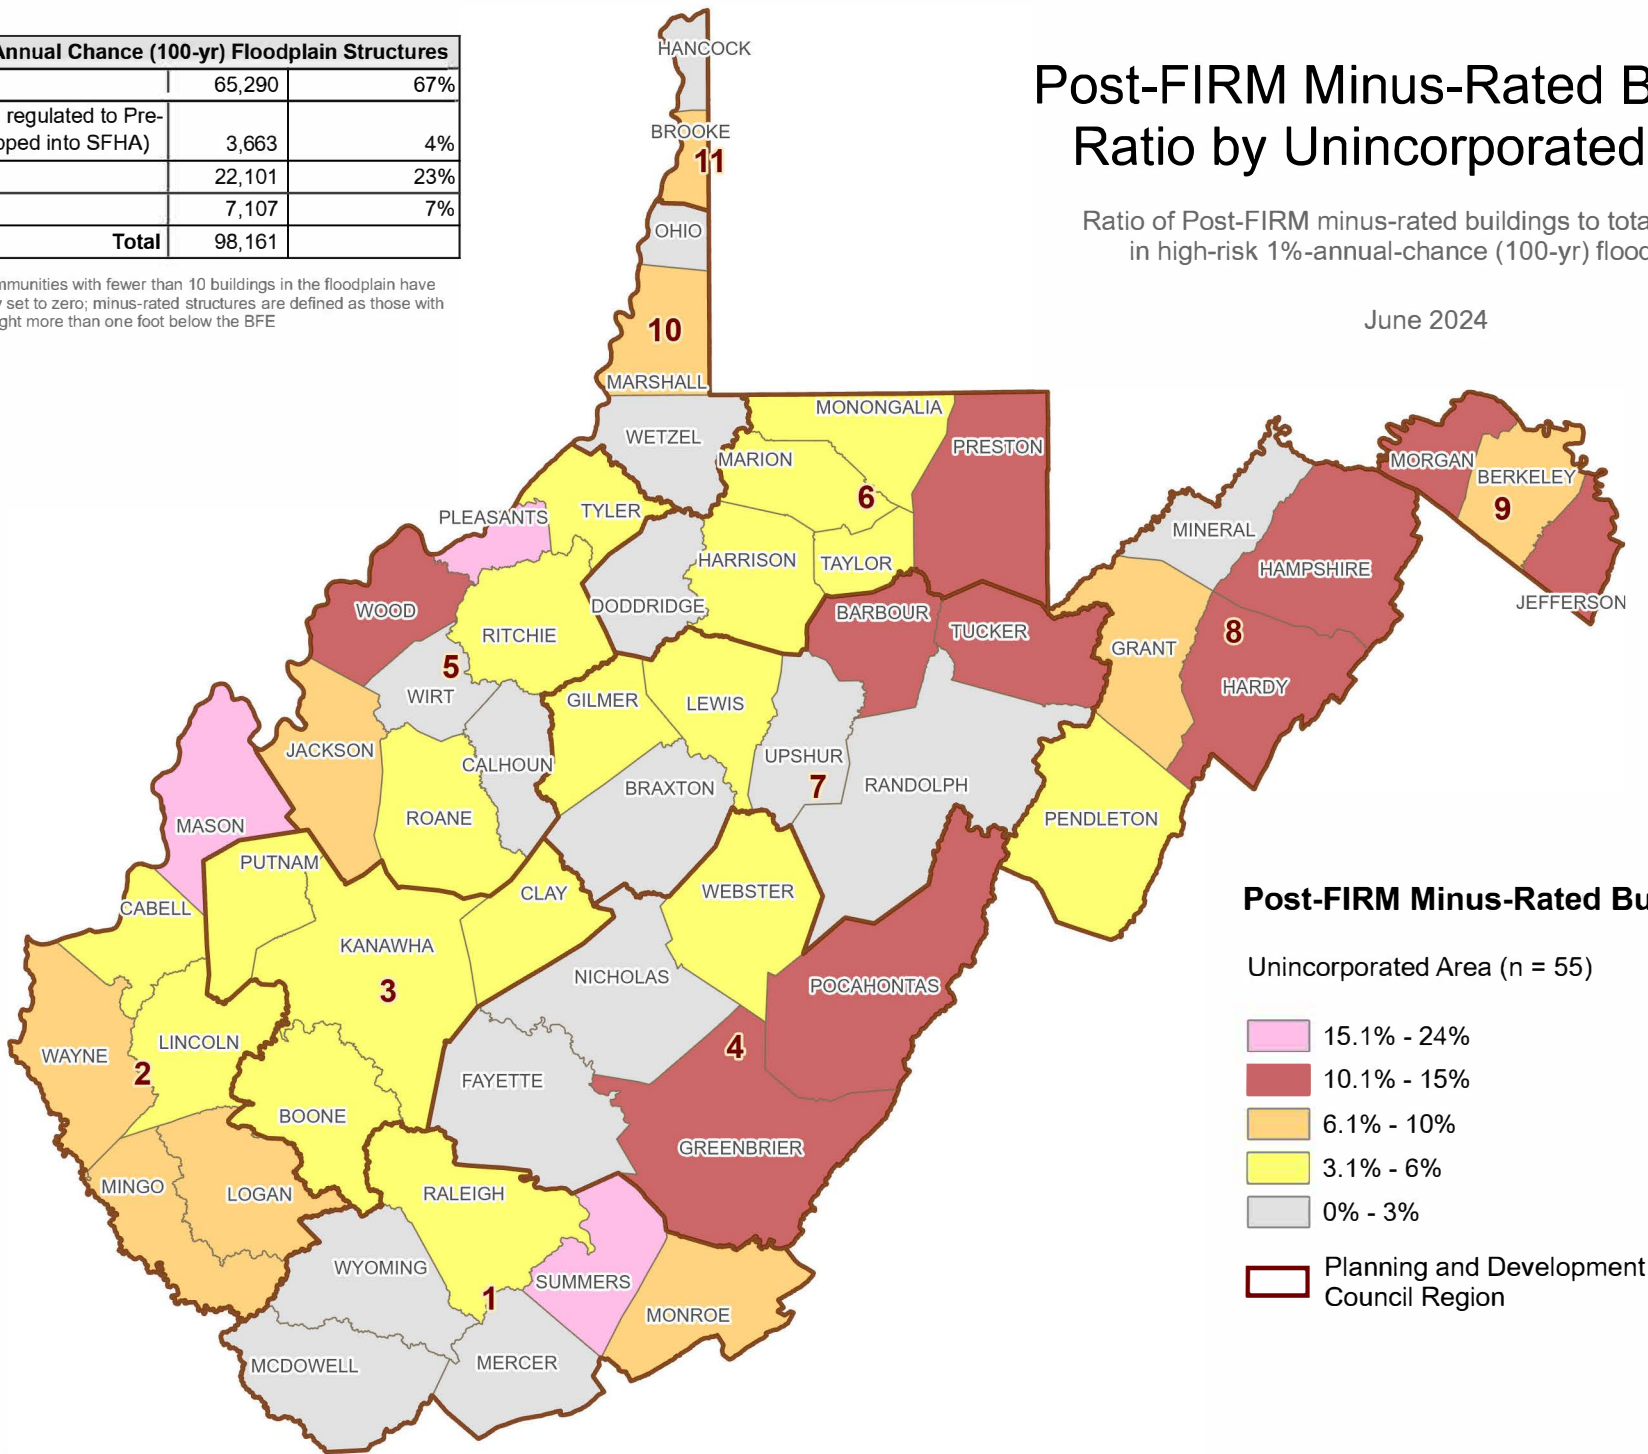 Annual Chance (100-yr) Floodplain Structures
65,290 67%
regulated to Pre-
pped into SFHA) 3,663 4%
22,101 23%
7,107 7%
Total 98,161
mmunities with fewer than 10 buildings in the floodplain have
y set to zero; minus-rated structures are defined as those with
ght more than one foot below the BFE
Post-FIRM Minus-Rated B
Ratio by Unincorporated
Ratio of Post-FIRM minus-rated buildings to tota
in high-risk 1%-annual-chance (100-yr) flood
June 2024
HANCOCK
BROOKE
11
OHIO
10
MARSHALL
WETZEL
MONONGALIA
PRESTON
MARION
6
TYLER
PLEASANTS
HARRISON
TAYLOR
DODDRIDGE
WOOD
RITCHIE
5
WIRT
BARBOUR
TUCKER
MINERAL
HAMPSHIRE
MORGAN
BERKELEY
9
JEFFERSON
GRANT
8
HARDY
GILMER
LEWIS
JACKSON
CALHOUN
UPSHUR
7
BRAXTON
RANDOLPH
ROANE
PENDLETON
MASON
PUTNAM
CLAY
WEBSTER
CABELL
KANAWHA
3
NICHOLAS
POCAHONTAS
WAYNE
2
LINCOLN
4
FAYETTE
BOONE
GREENBRIER
MINGO
LOGAN
RALEIGH
WYOMING
1
SUMMERS
MONROE
MCDOWELL
MERCER
Post-FIRM Minus-Rated Bu
Unincorporated Area (n = 55)
15.1% - 24%
10.1% - 15%
6.1% - 10%
3.1% - 6%
0% - 3%
Planning and Development
Council Region